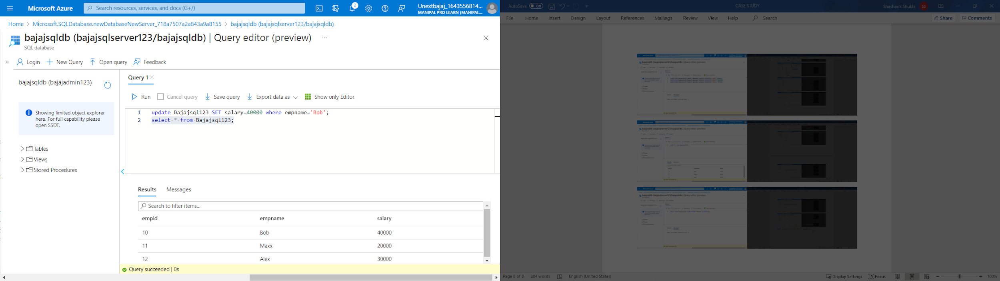 Microsoft Azure
Search resources, services, and docs (G+/)
2
Unextbajaj_1643556814...
MANIPAL PRO LEARN (MANIPAL...
Home > Microsoft.SQLDatabase.newDatabaseNewServer_718a7507a2a843a9a8155 > bajajsqldb (bajajsqlserver123/bajajsqldb)
bajajsqldb (bajajsqlserver123/bajajsqldb) | Query editor (preview) ...
SQL database
Login New Query Open query Feedback
bajajsqldb (bajajadmin123)
Showing limited object explorer
here. For full capability please
open SSDT.
Tables
Views
Stored Procedures
Query 1
Run Cancel query Save query Export data as Show only Editor
1 update Bajajsql123 SET salary=40000 where empname='Bob';
2 select * from Bajajsql123;
Results Messages
Search to filter items...
empid empname salary
10 Bob 40000
11 Maxx 20000
12 Alex 30000
Query succeeded | 0s
AutoSave Off
CASE STUDY
Shashank Shukla SS
File Home Insert Design Layout References Mailings Review View Help Search
Share Comments
Page 8 of 8 204 words English (United States)
Display Settings Focus 100%